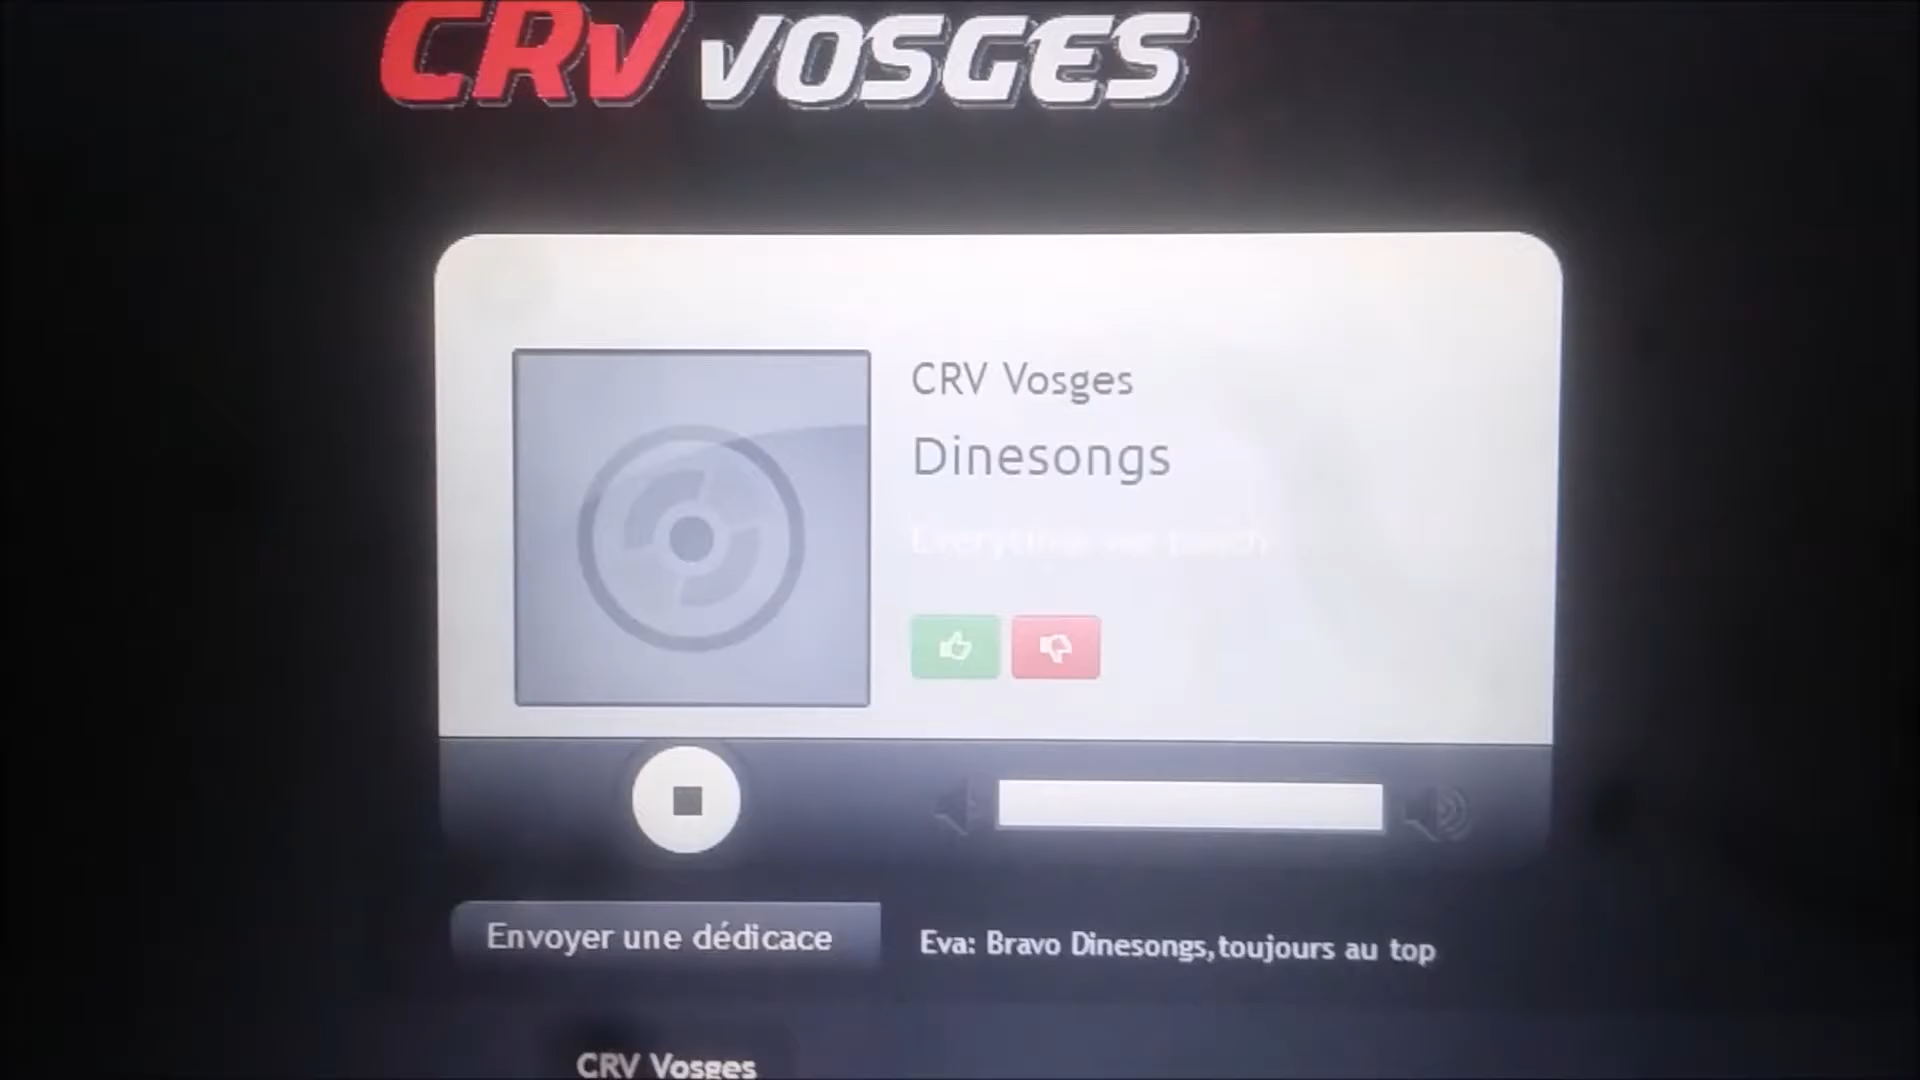 CRV VOSGES
CRV Vosges
Dinesongs
Envoyer une dédicace
Eva: Bravo Dinesongs,toujours au top
CRV Vosges